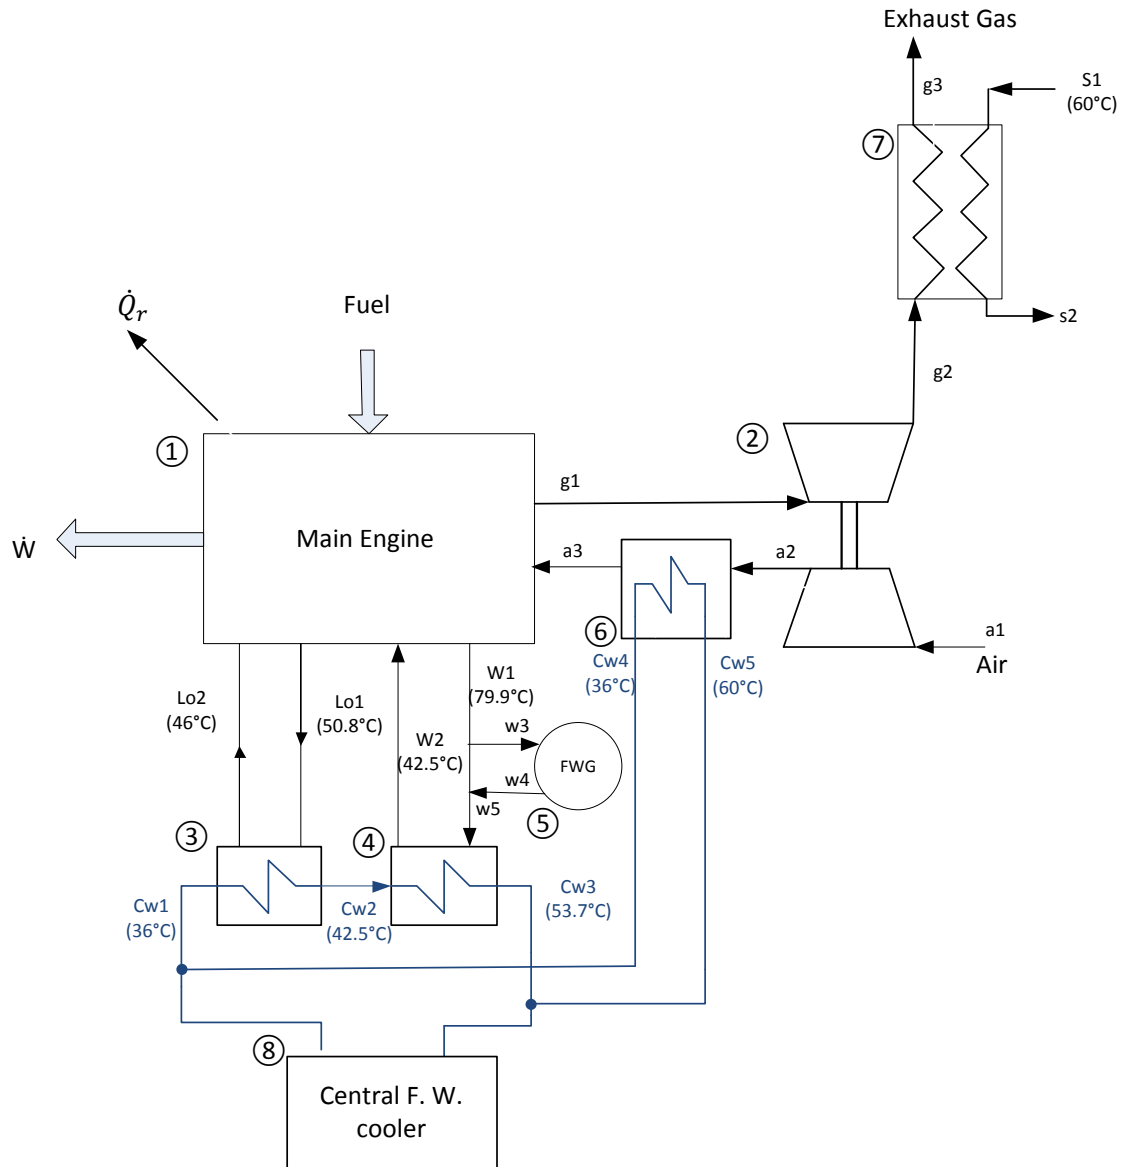 Exhaust Gas
g3
S1
(60°C)
⑦
s2
g2
Q̇r
Fuel
①
②
g1
Ẇ
Main Engine
a3
a2
⑥
a1
Air
Cw4
(36°C)
Cw5
(60°C)
W1
(79.9°C)
Lo2
(46°C)
Lo1
(50.8°C)
W2
(42.5°C)
w3
FWG
w4
w5
⑤
③
④
Cw1
(36°C)
Cw2
(42.5°C)
Cw3
(53.7°C)
⑧
Central F. W.
cooler